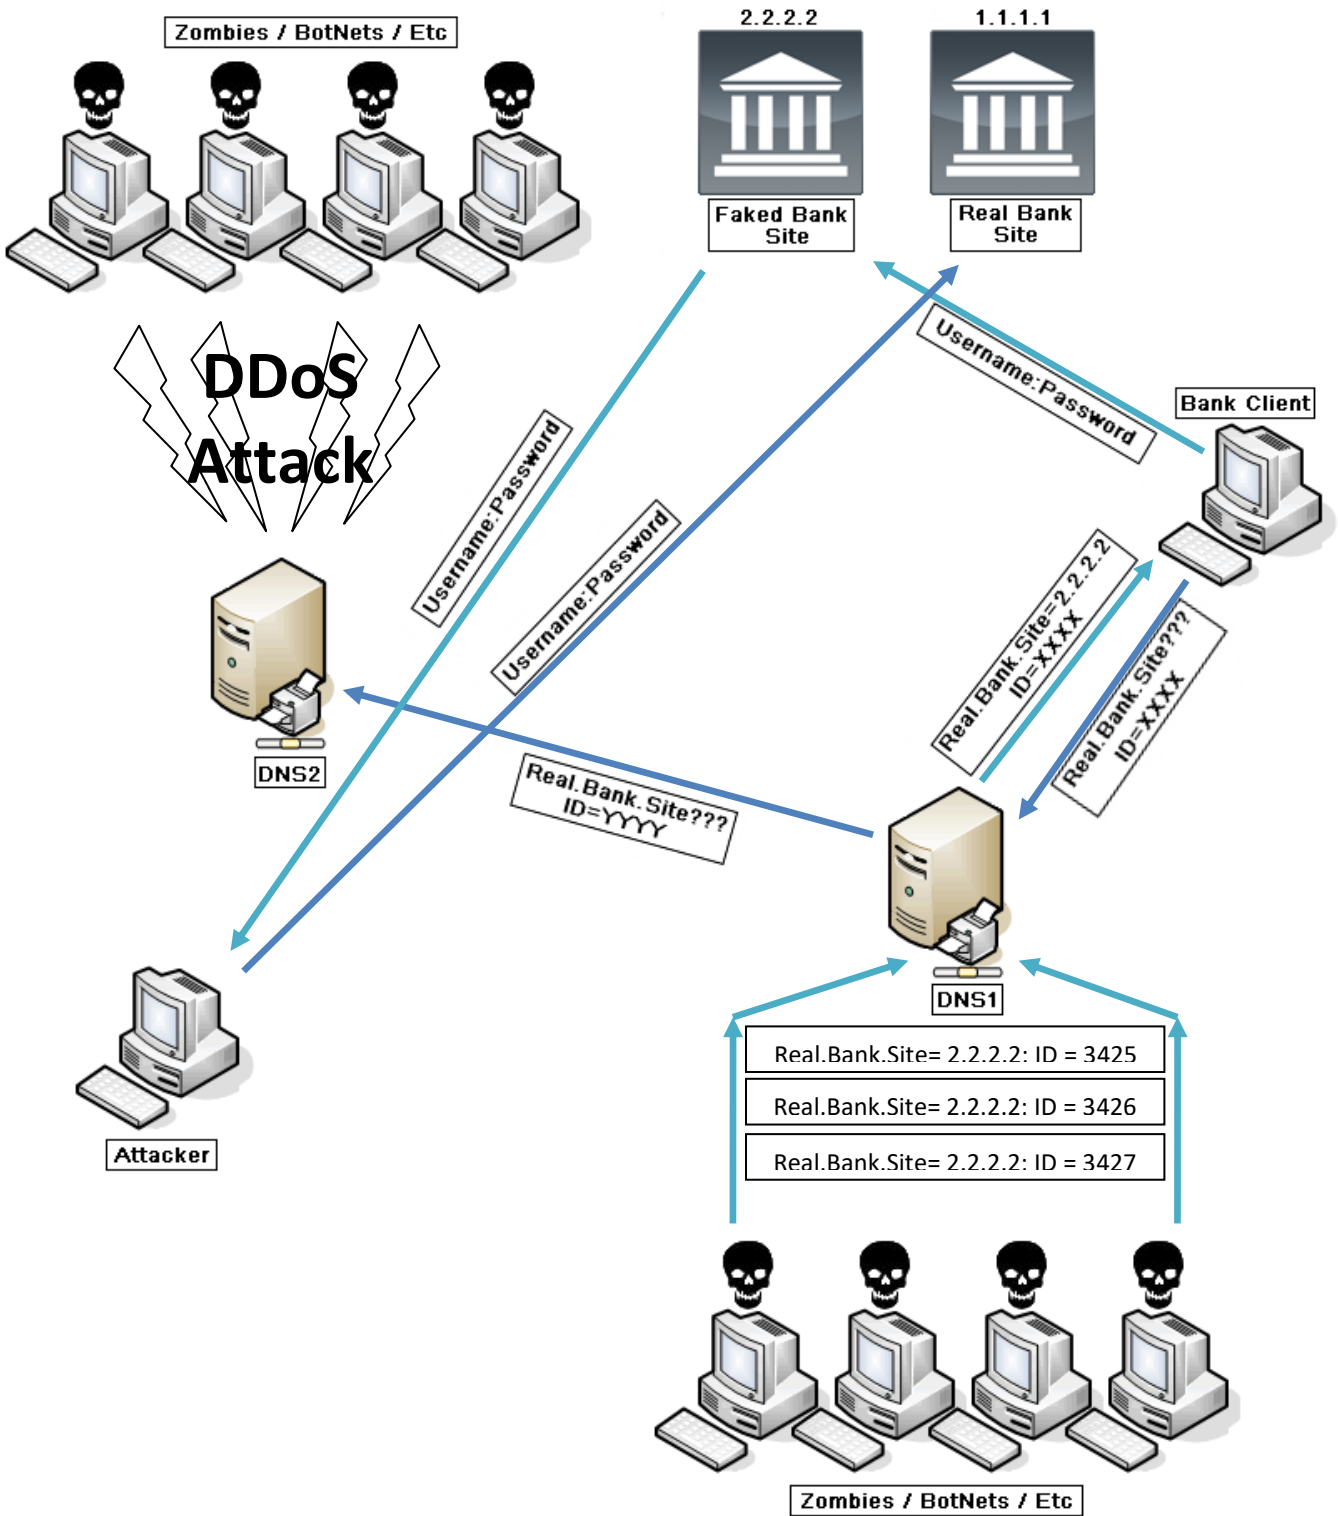 Zombies / BotNets / Etc
2.2.2.2
1.1.1.1
Faked Bank
Site
Real Bank
Site
DDoS
Attack
Username:Password
Bank Client
Username:Password
Username:Password
Real.Bank.Site=2.2.2.2
ID=XXXX
Real.Bank.Site???
ID=XXXX
DNS2
Real.Bank.Site???
ID=YYYY
DNS1
Real.Bank.Site= 2.2.2.2: ID = 3425
Real.Bank.Site= 2.2.2.2: ID = 3426
Real.Bank.Site= 2.2.2.2: ID = 3427
Attacker
Zombies / BotNets / Etc